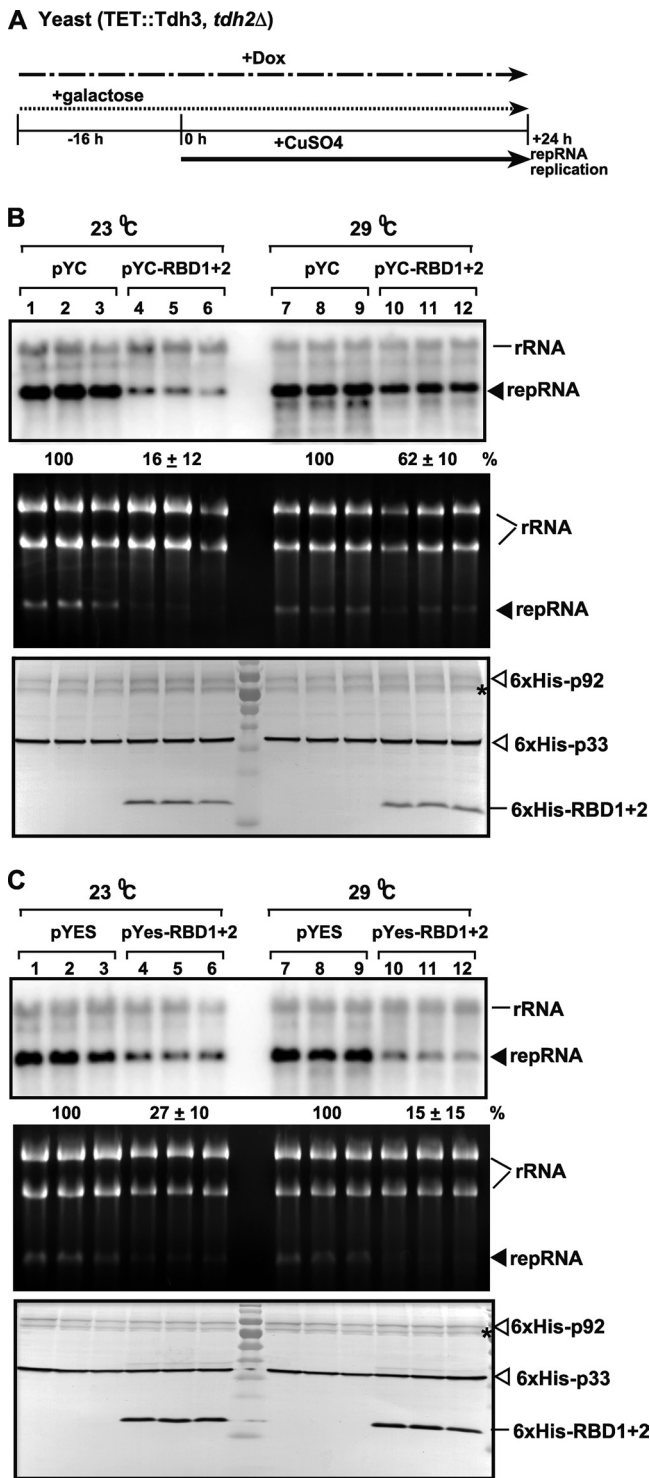 A Yeast (TET::Tdh3, tdh2Δ)
+Dox
+galactose
-16 h 0 h +CuSO4 +24 h
repRNA
replication
B
23 ⁰C 29 ⁰C
pYC pYC-RBD1+2 pYC pYC-RBD1+2
1 2 3 4 5 6 7 8 9 10 11 12
rRNA
repRNA
100 16 ± 12 100 62 ± 10 %
rRNA
repRNA
6xHis-p92
*
6xHis-p33
6xHis-RBD1+2
C
23 ⁰C 29 ⁰C
pYES pYes-RBD1+2 pYES pYes-RBD1+2
1 2 3 4 5 6 7 8 9 10 11 12
rRNA
repRNA
100 27 ± 10 100 15 ± 15 %
rRNA
repRNA
6xHis-p92
*
6xHis-p33
6xHis-RBD1+2